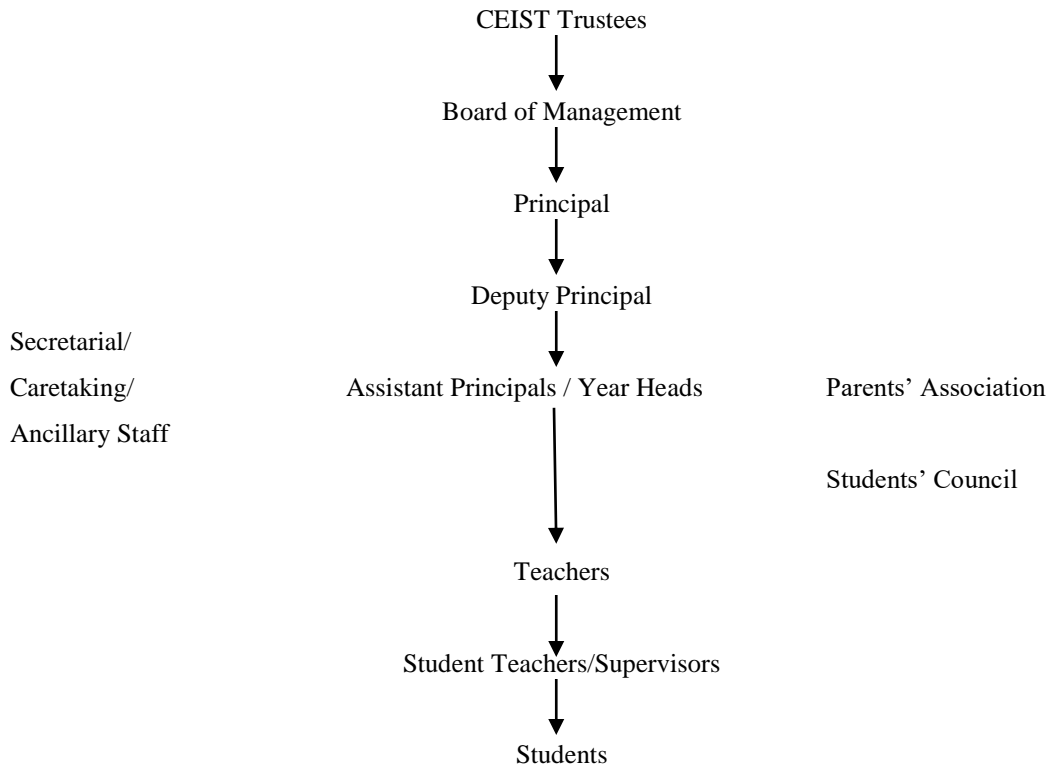 CEIST Trustees
Board of Management
Principal
Deputy Principal
Secretarial/
Caretaking/
Ancillary Staff
Assistant Principals / Year Heads
Parents’ Association
Students’ Council
Teachers
Student Teachers/Supervisors
Students